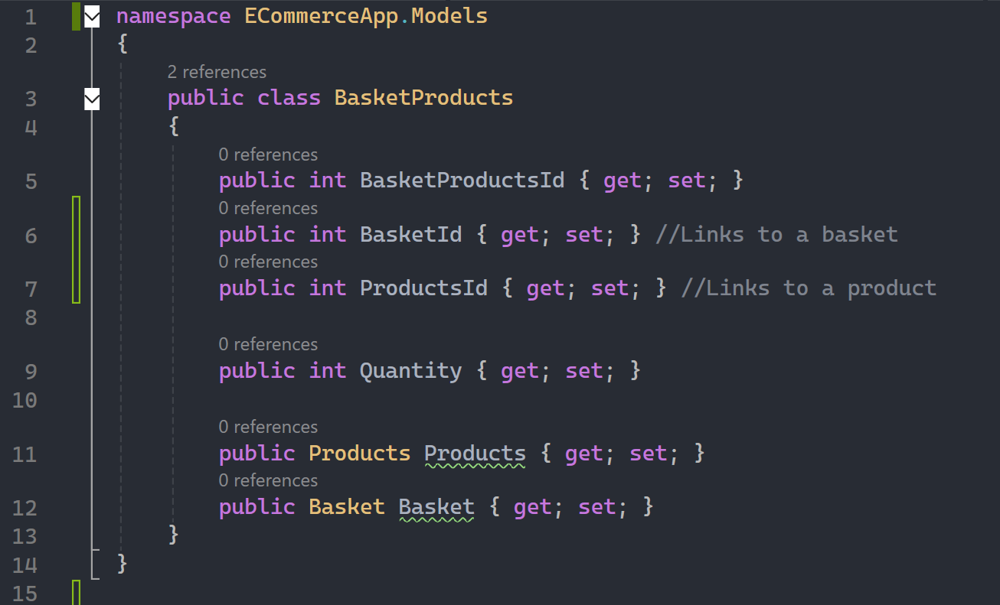 1 namespace ECommerceApp.Models
2 {
2 references
3 public class BasketProducts
4 {
0 references
5 public int BasketProductsId { get; set; }
0 references
6 public int BasketId { get; set; } //Links to a basket
0 references
7 public int ProductsId { get; set; } //Links to a product
8
0 references
9 public int Quantity { get; set; }
10
0 references
11 public Products Products { get; set; }
0 references
12 public Basket Basket { get; set; }
13 }
14 }
15